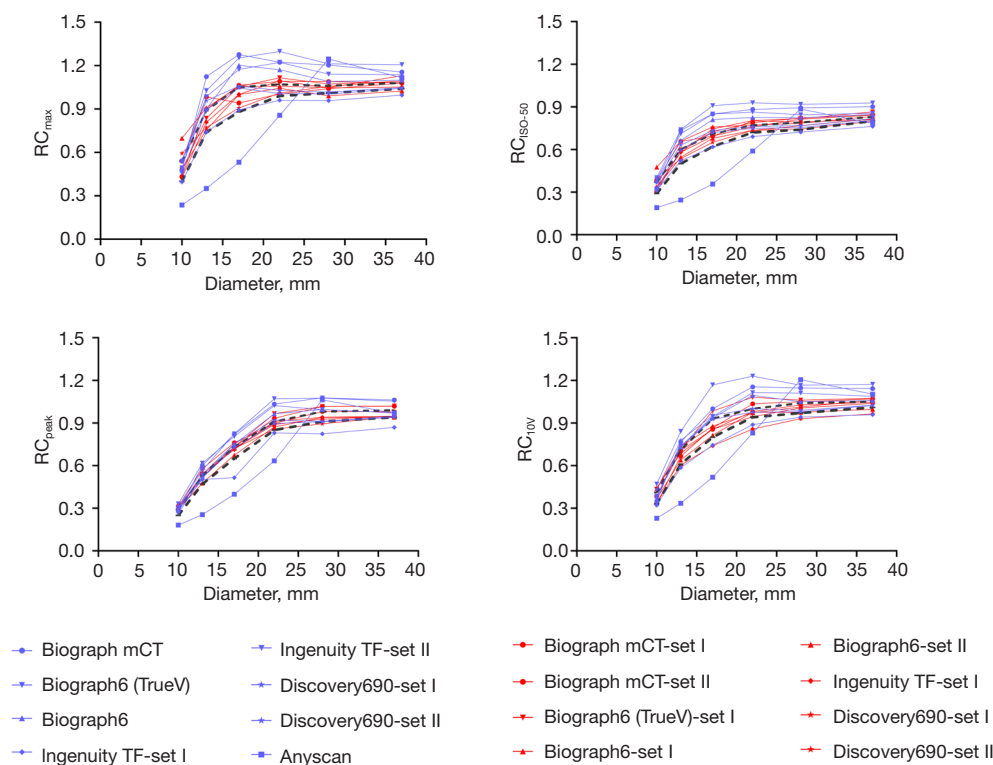 1.5
1.2
0.9
0.6
0.3
0.0
RCmax
0 5 10 15 20 25 30 35 40
Diameter, mm
1.5
1.2
0.9
0.6
0.3
0.0
RCISO-50
0 5 10 15 20 25 30 35 40
Diameter, mm
1.5
1.2
0.9
0.6
0.3
0.0
RCpeak
0 5 10 15 20 25 30 35 40
Diameter, mm
1.5
1.2
0.9
0.6
0.3
0.0
RC10V
0 5 10 15 20 25 30 35 40
Diameter, mm
Biograph mCT
Biograph6 (TrueV)
Biograph6
Ingenuity TF-set I
Ingenuity TF-set II
Discovery690-set I
Discovery690-set II
Anyscan
Biograph mCT-set I
Biograph mCT-set II
Biograph6 (TrueV)-set I
Biograph6-set I
Biograph6-set II
Ingenuity TF-set I
Discovery690-set I
Discovery690-set II